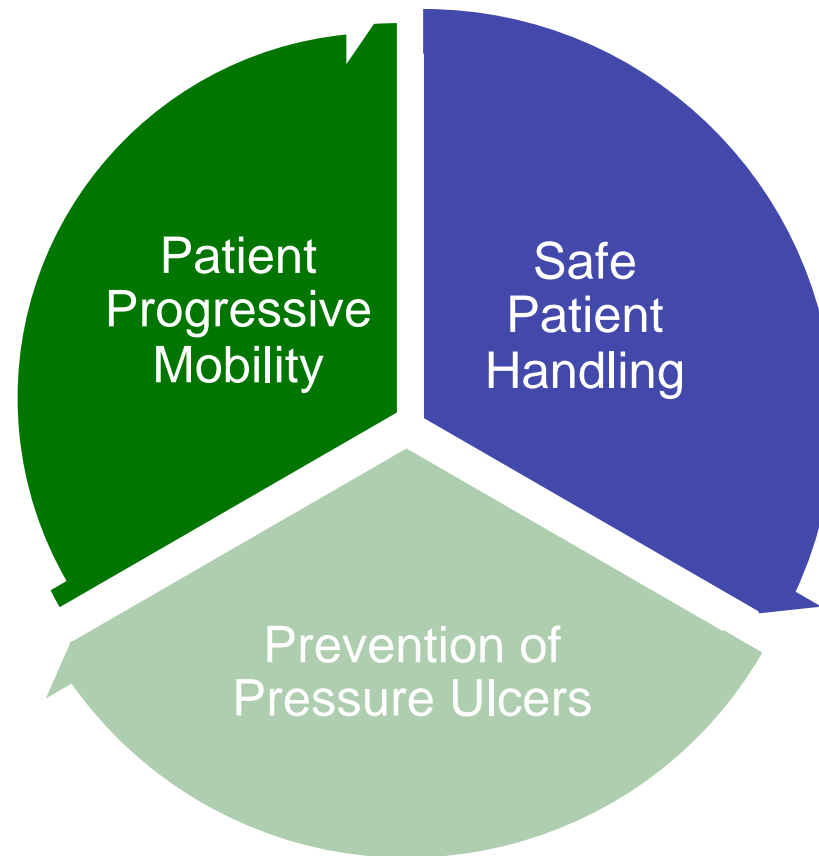 Patient
Progressive
Mobility
Safe
Patient
Handling
Prevention of
Pressure Ulcers